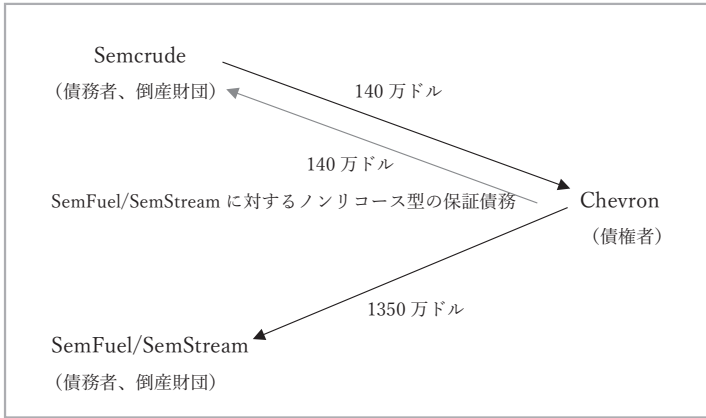 Semcrude
（債務者、倒産財団）
140 万ドル
140 万ドル
SemFuel/SemStream に対するノンリコース型の保証債務
Chevron
（債権者）
1350 万ドル
SemFuel/SemStream
（債務者、倒産財団）